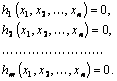 h₁(x₁, x₂, ..., xₙ) = 0,
h₂(x₁, x₂, ..., xₙ) = 0,
........................
hₘ(x₁, x₂, ..., xₙ) = 0.